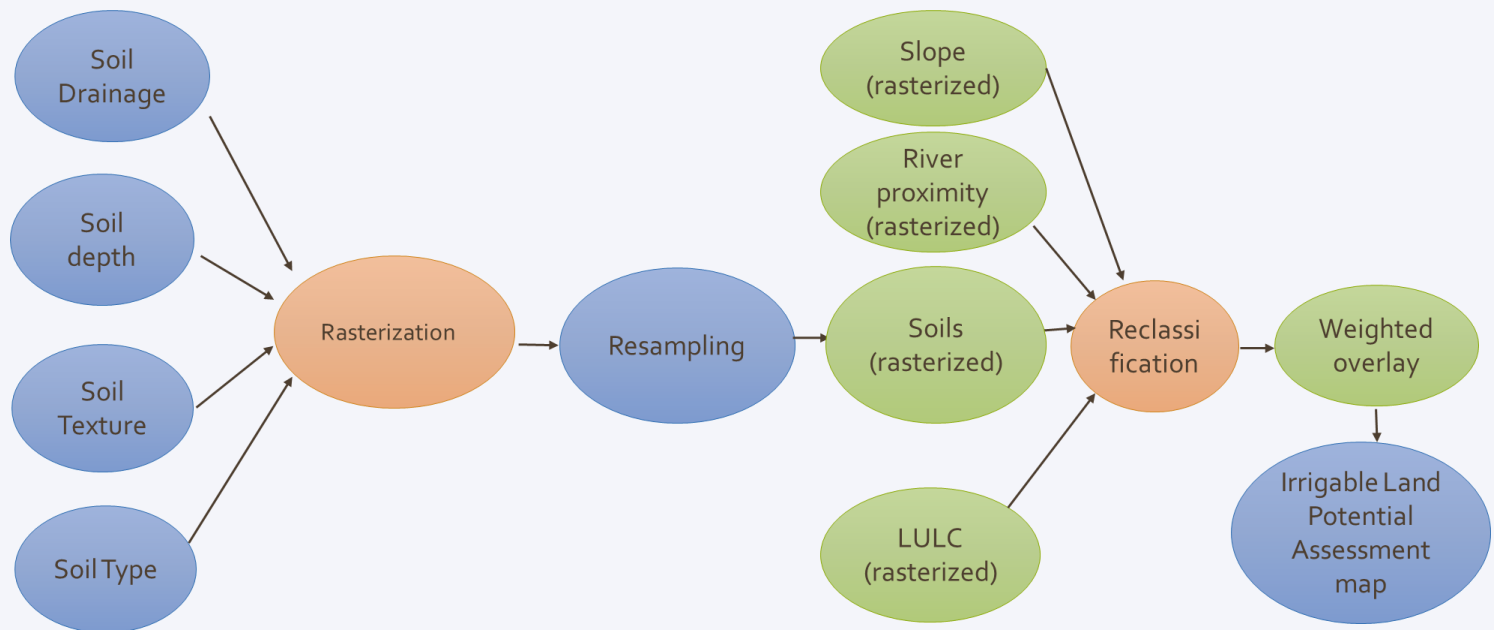 Soil
Drainage
Soil
depth
Soil
Texture
Soil Type
Rasterization
Resampling
Slope
(rasterized)
River
proximity
(rasterized)
Soils
(rasterized)
LULC
(rasterized)
Reclassi
fication
Weighted
overlay
Irrigable Land
Potential
Assessment
map